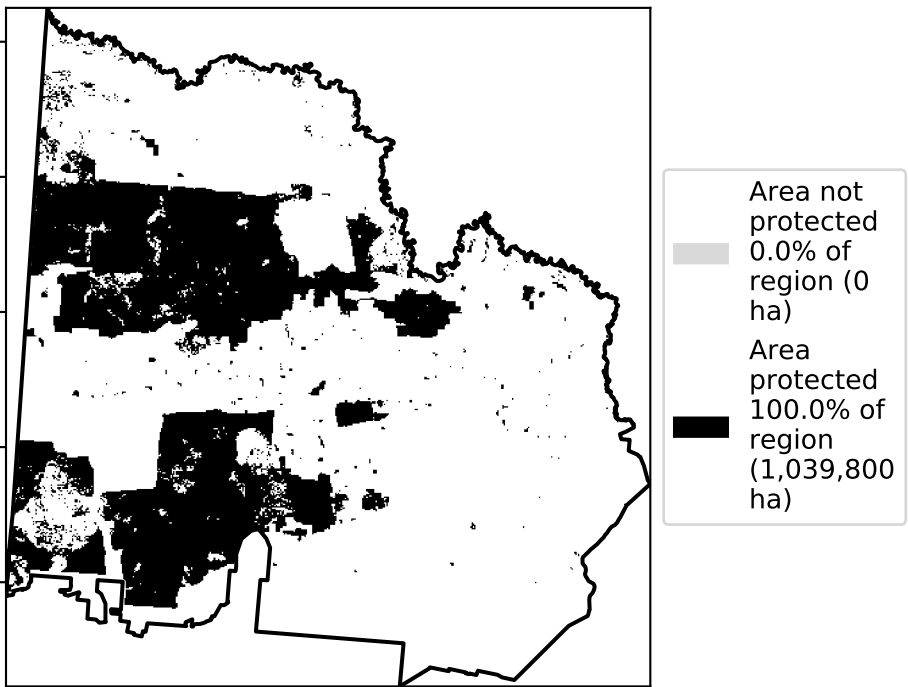 Area not
protected
0.0% of
region (0
ha)
Area
protected
100.0% of
region
(1,039,800
ha)